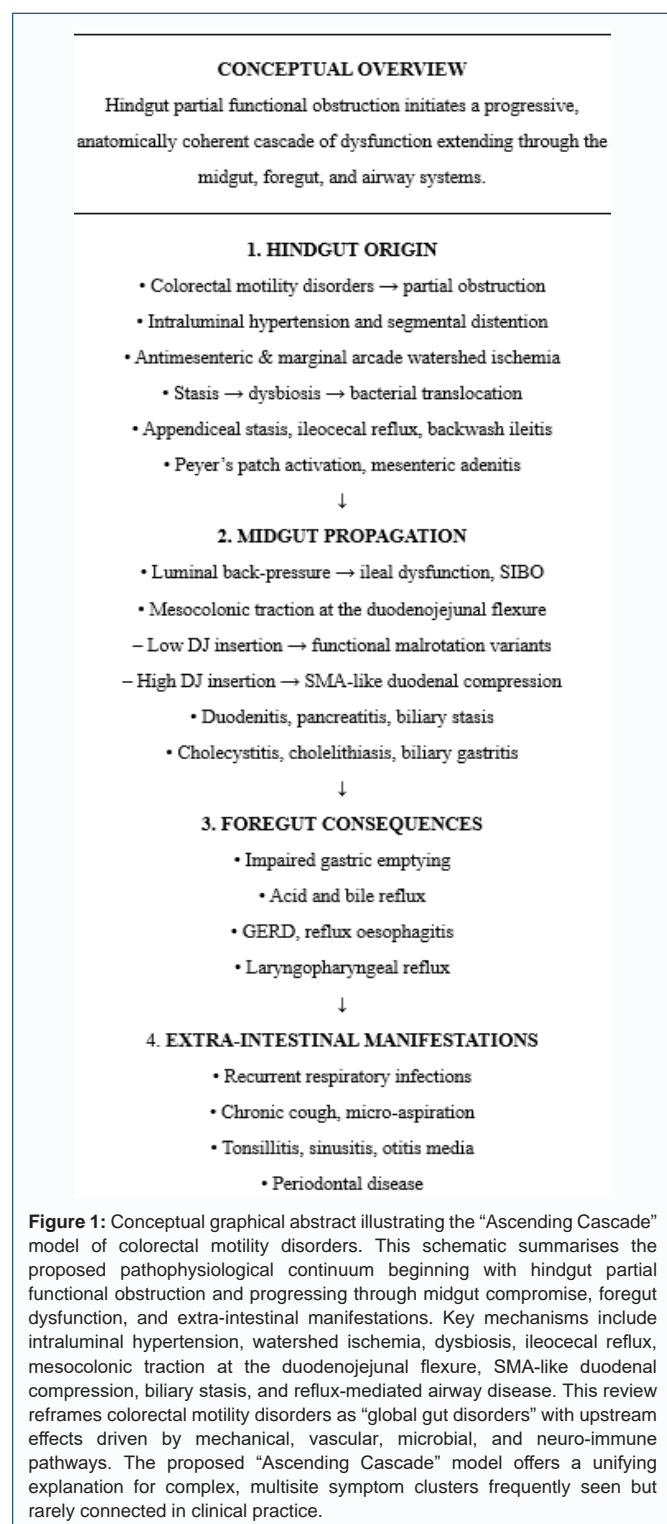 CONCEPTUAL OVERVIEW
Hindgut partial functional obstruction initiates a progressive,
anatomically coherent cascade of dysfunction extending through the
midgut, foregut, and airway systems.
1. HINDGUT ORIGIN
• Colorectal motility disorders → partial obstruction
• Intraluminal hypertension and segmental distention
• Antimesenteric & marginal arcade watershed ischemia
• Stasis → dysbiosis → bacterial translocation
• Appendiceal stasis, ileocecal reflux, backwash ileitis
• Peyer's patch activation, mesenteric adenitis
↓
2. MIDGUT PROPAGATION
• Luminal back-pressure → ileal dysfunction, SIBO
• Mesocolonic traction at the duodenojejunal flexure
– Low DJ insertion → functional malrotation variants
– High DJ insertion → SMA-like duodenal compression
• Duodenitis, pancreatitis, biliary stasis
• Cholecystitis, cholelithiasis, biliary gastritis
↓
3. FOREGUT CONSEQUENCES
• Impaired gastric emptying
• Acid and bile reflux
• GERD, reflux oesophagitis
• Laryngopharyngeal reflux
↓
4. EXTRA-INTESTINAL MANIFESTATIONS
• Recurrent respiratory infections
• Chronic cough, micro-aspiration
• Tonsillitis, sinusitis, otitis media
• Periodontal disease
Figure 1: Conceptual graphical abstract illustrating the “Ascending Cascade”
model of colorectal motility disorders. This schematic summarises the
proposed pathophysiological continuum beginning with hindgut partial
functional obstruction and progressing through midgut compromise, foregut
dysfunction, and extra-intestinal manifestations. Key mechanisms include
intraluminal hypertension, watershed ischemia, dysbiosis, ileocecal reflux,
mesocolonic traction at the duodenojejunal flexure, SMA-like duodenal
compression, biliary stasis, and reflux-mediated airway disease. This review
reframes colorectal motility disorders as “global gut disorders” with upstream
effects driven by mechanical, vascular, microbial, and neuro-immune
pathways. The proposed “Ascending Cascade” model offers a unifying
explanation for complex, multisite symptom clusters frequently seen but
rarely connected in clinical practice.